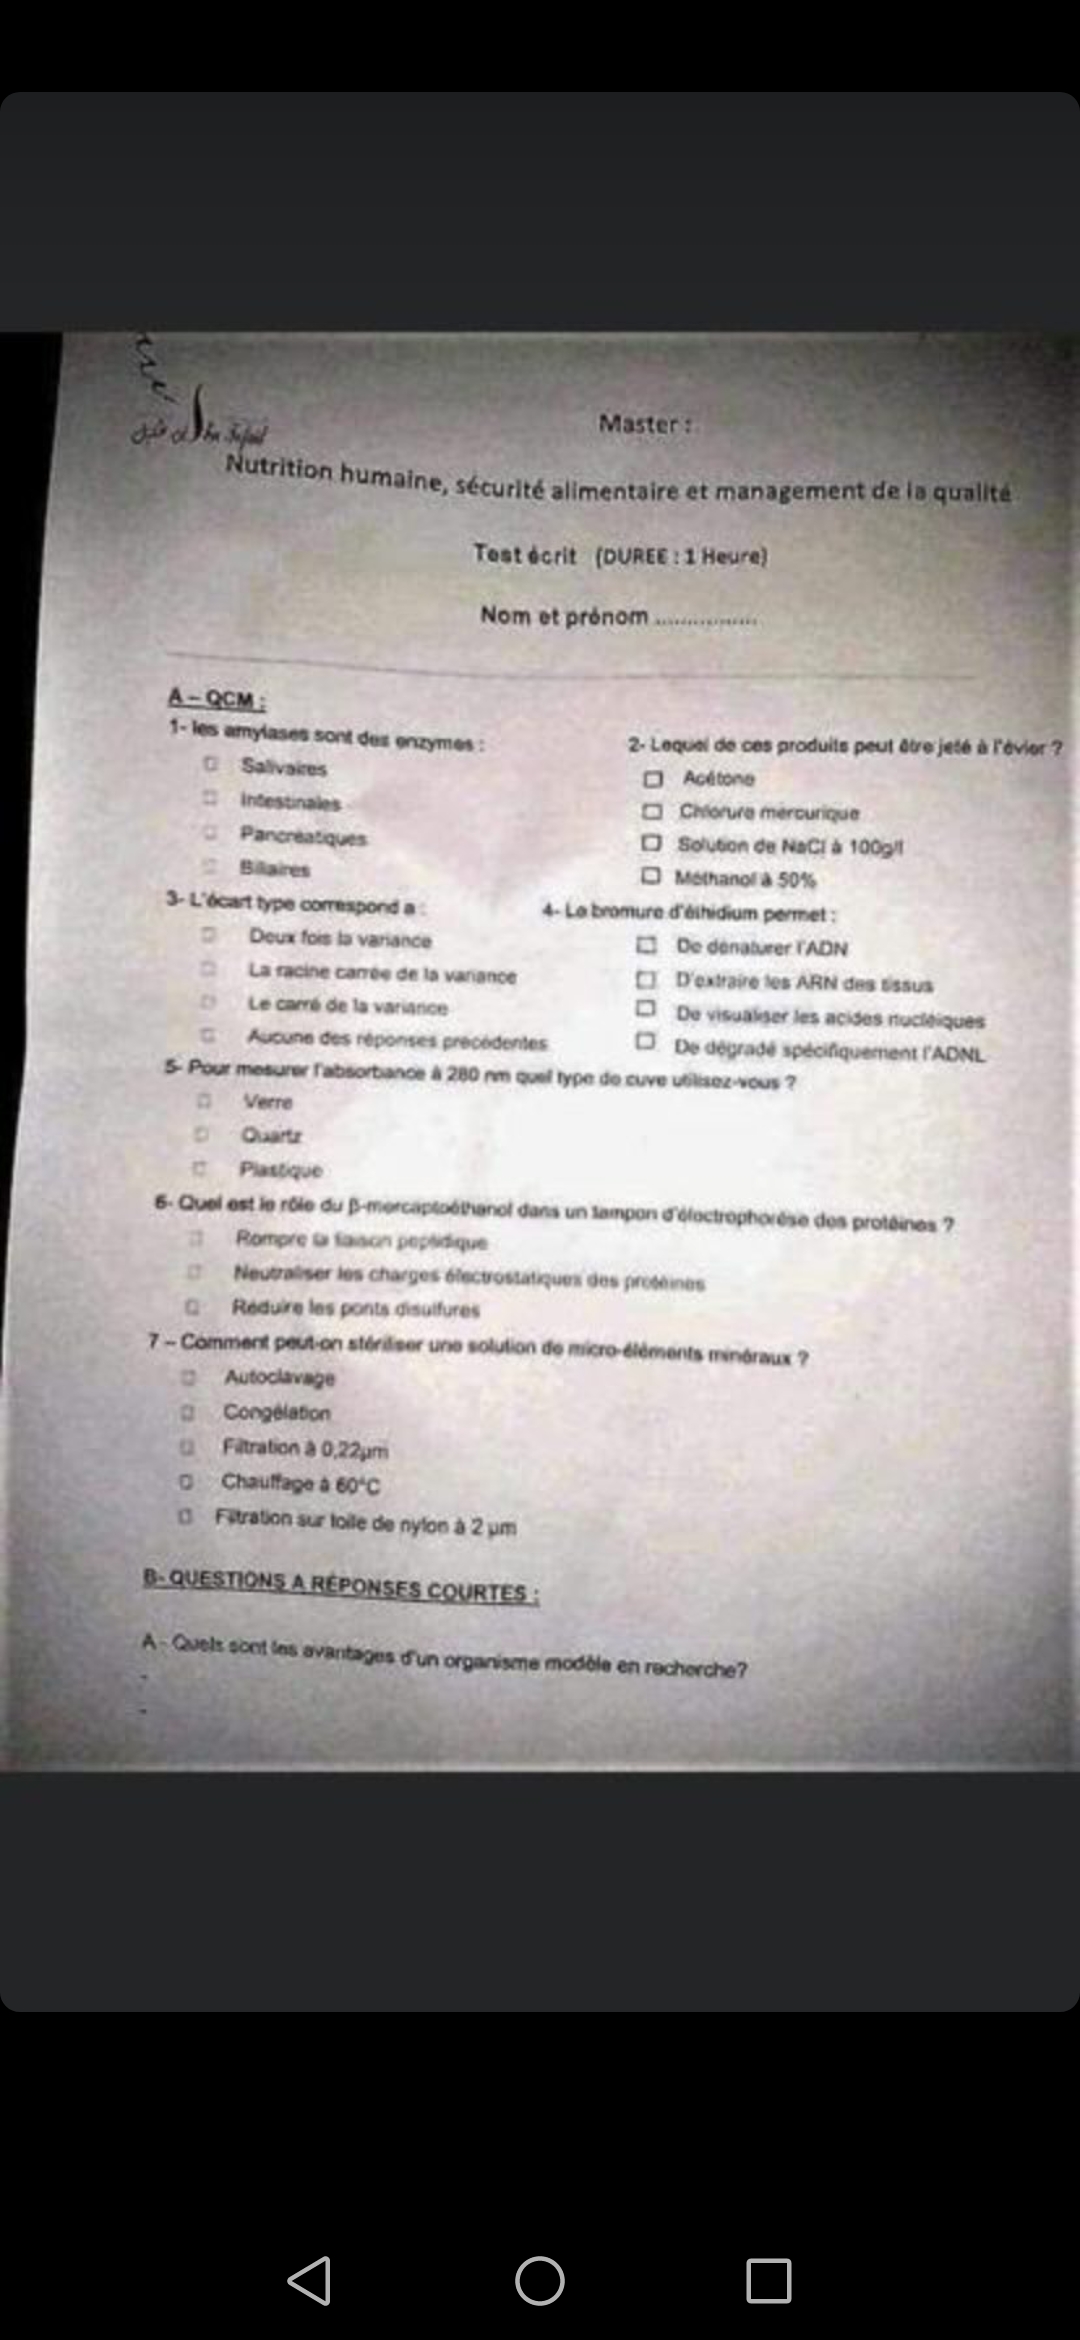 Ibn Tofail
Master :
Nutrition humaine, sécurité alimentaire et management de la qualité
Test écrit (DUREE : 1 Heure)
Nom et prénom ................
A – QCM :
1- les amylases sont des enzymes :
Salivaires
Intestinales
Pancréatiques
Biliaires
2- Lequel de ces produits peut être jeté à l'évier ?
Acétone
Chlorure mercurique
Solution de NaCl à 100g/l
Méthanol à 50%
3- L'écart type correspond a :
Deux fois la variance
La racine carrée de la variance
Le carré de la variance
Aucune des réponses précédentes
4- Le bromure d'éthidium permet :
De dénaturer l'ADN
D'extraire les ARN des tissus
De visualiser les acides nucléiques
De dégradé spécifiquement l'ADNL
5- Pour mesurer l'absorbance à 280 nm quel type de cuve utilisez-vous ?
Verre
Quartz
Plastique
6- Quel est le rôle du β-mercaptoéthanol dans un tampon d'électrophorèse des protéines ?
Rompre la liaison peptidique
Neutraliser les charges électrostatiques des protéines
Réduire les ponts disulfures
7 – Comment peut-on stériliser une solution de micro-éléments minéraux ?
Autoclavage
Congélation
Filtration à 0,22µm
Chauffage à 60°C
Filtration sur toile de nylon à 2 µm
B- QUESTIONS A RÉPONSES COURTES :
A - Quels sont les avantages d'un organisme modèle en recherche?
-
-